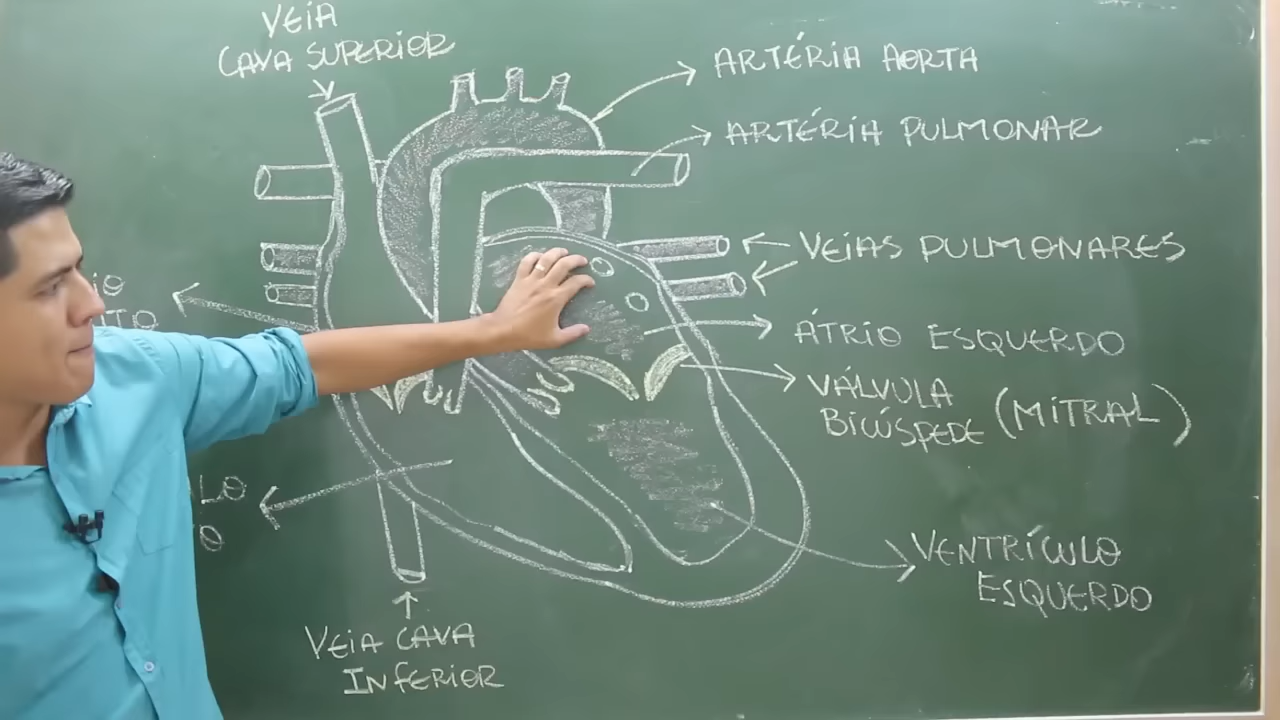 VEIA
CAVA SUPERIOR
ARTÉRIA AORTA
ARTÉRIA PULMONAR
VEIAS PULMONARES
ÁTRIO ESQUERDO
VÁLVULA
BICÚSPEDE (MITRAL)
VENTRÍCULO
ESQUERDO
VEIA CAVA
INFERIOR